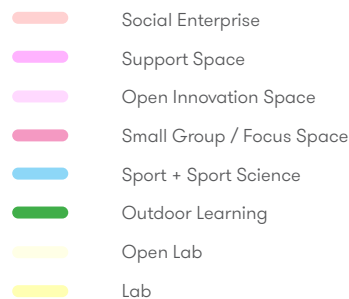 Social Enterprise
Support Space
Open Innovation Space
Small Group / Focus Space
Sport + Sport Science
Outdoor Learning
Open Lab
Lab